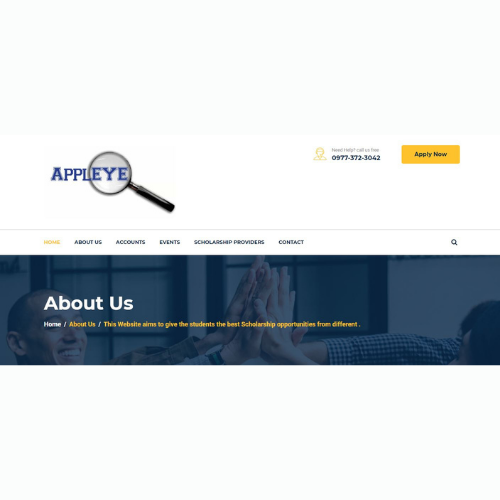 APPLEYE
Need Help? call us free
0977-372-3042
Apply Now
HOME ABOUT US ACCOUNTS EVENTS SCHOLARSHIP PROVIDERS CONTACT
About Us
Home / About Us / This Website aims to give the students the best Scholarship opportunities from different .